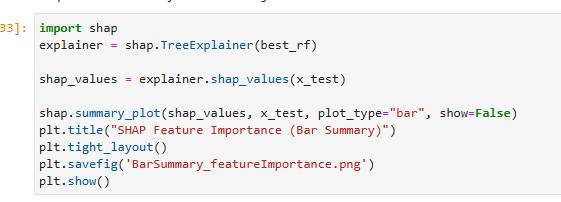 33]:
import shap
explainer = shap.TreeExplainer(best_rf)
shap_values = explainer.shap_values(x_test)
shap.summary_plot(shap_values, x_test, plot_type="bar", show=False)
plt.title("SHAP Feature Importance (Bar Summary)")
plt.tight_layout()
plt.savefig('BarSummary_featureImportance.png')
plt.show()